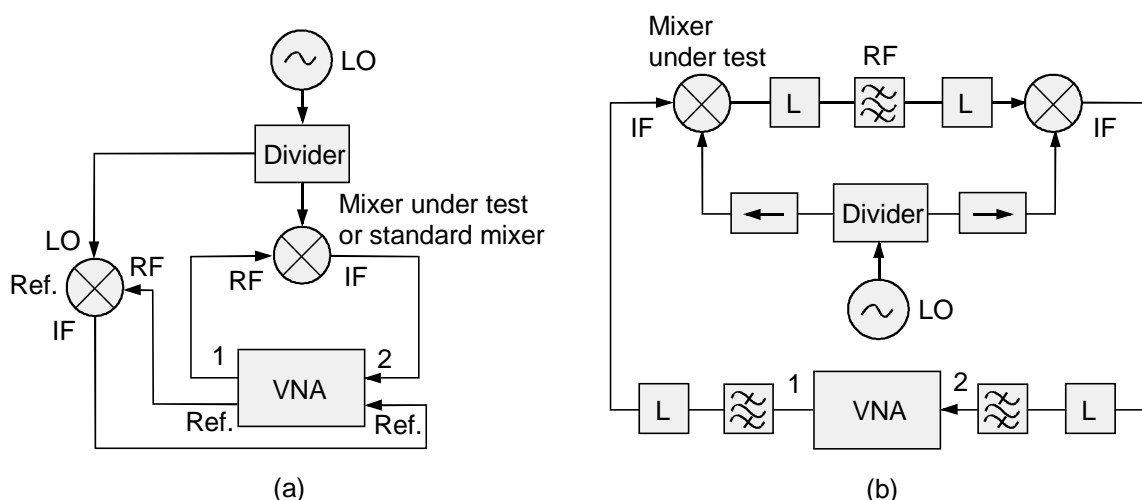 LO
Divider
Mixer under test
or standard mixer
LO
RF
Ref.
IF
RF
IF
1
2
VNA
Ref.
Ref.
(a)
Mixer
under test
RF
L
L
IF
IF
Divider
LO
L
1
VNA
2
L
(b)